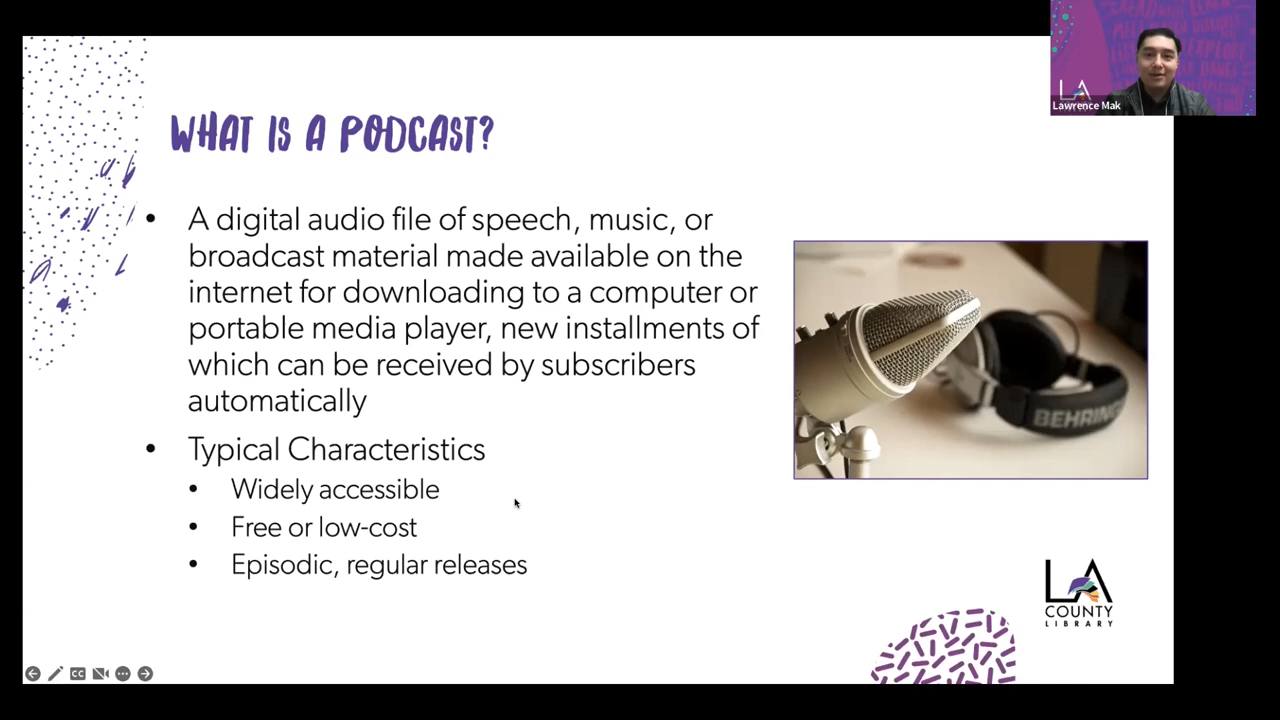 WHAT IS A PODCAST?
• A digital audio file of speech, music, or
broadcast material made available on the
internet for downloading to a computer or
portable media player, new installments of
which can be received by subscribers
automatically
• Typical Characteristics
• Widely accessible
• Free or low-cost
• Episodic, regular releases
BEHRING
LA
COUNTY
LIBRARY
CC
LA
Lawrence Mak